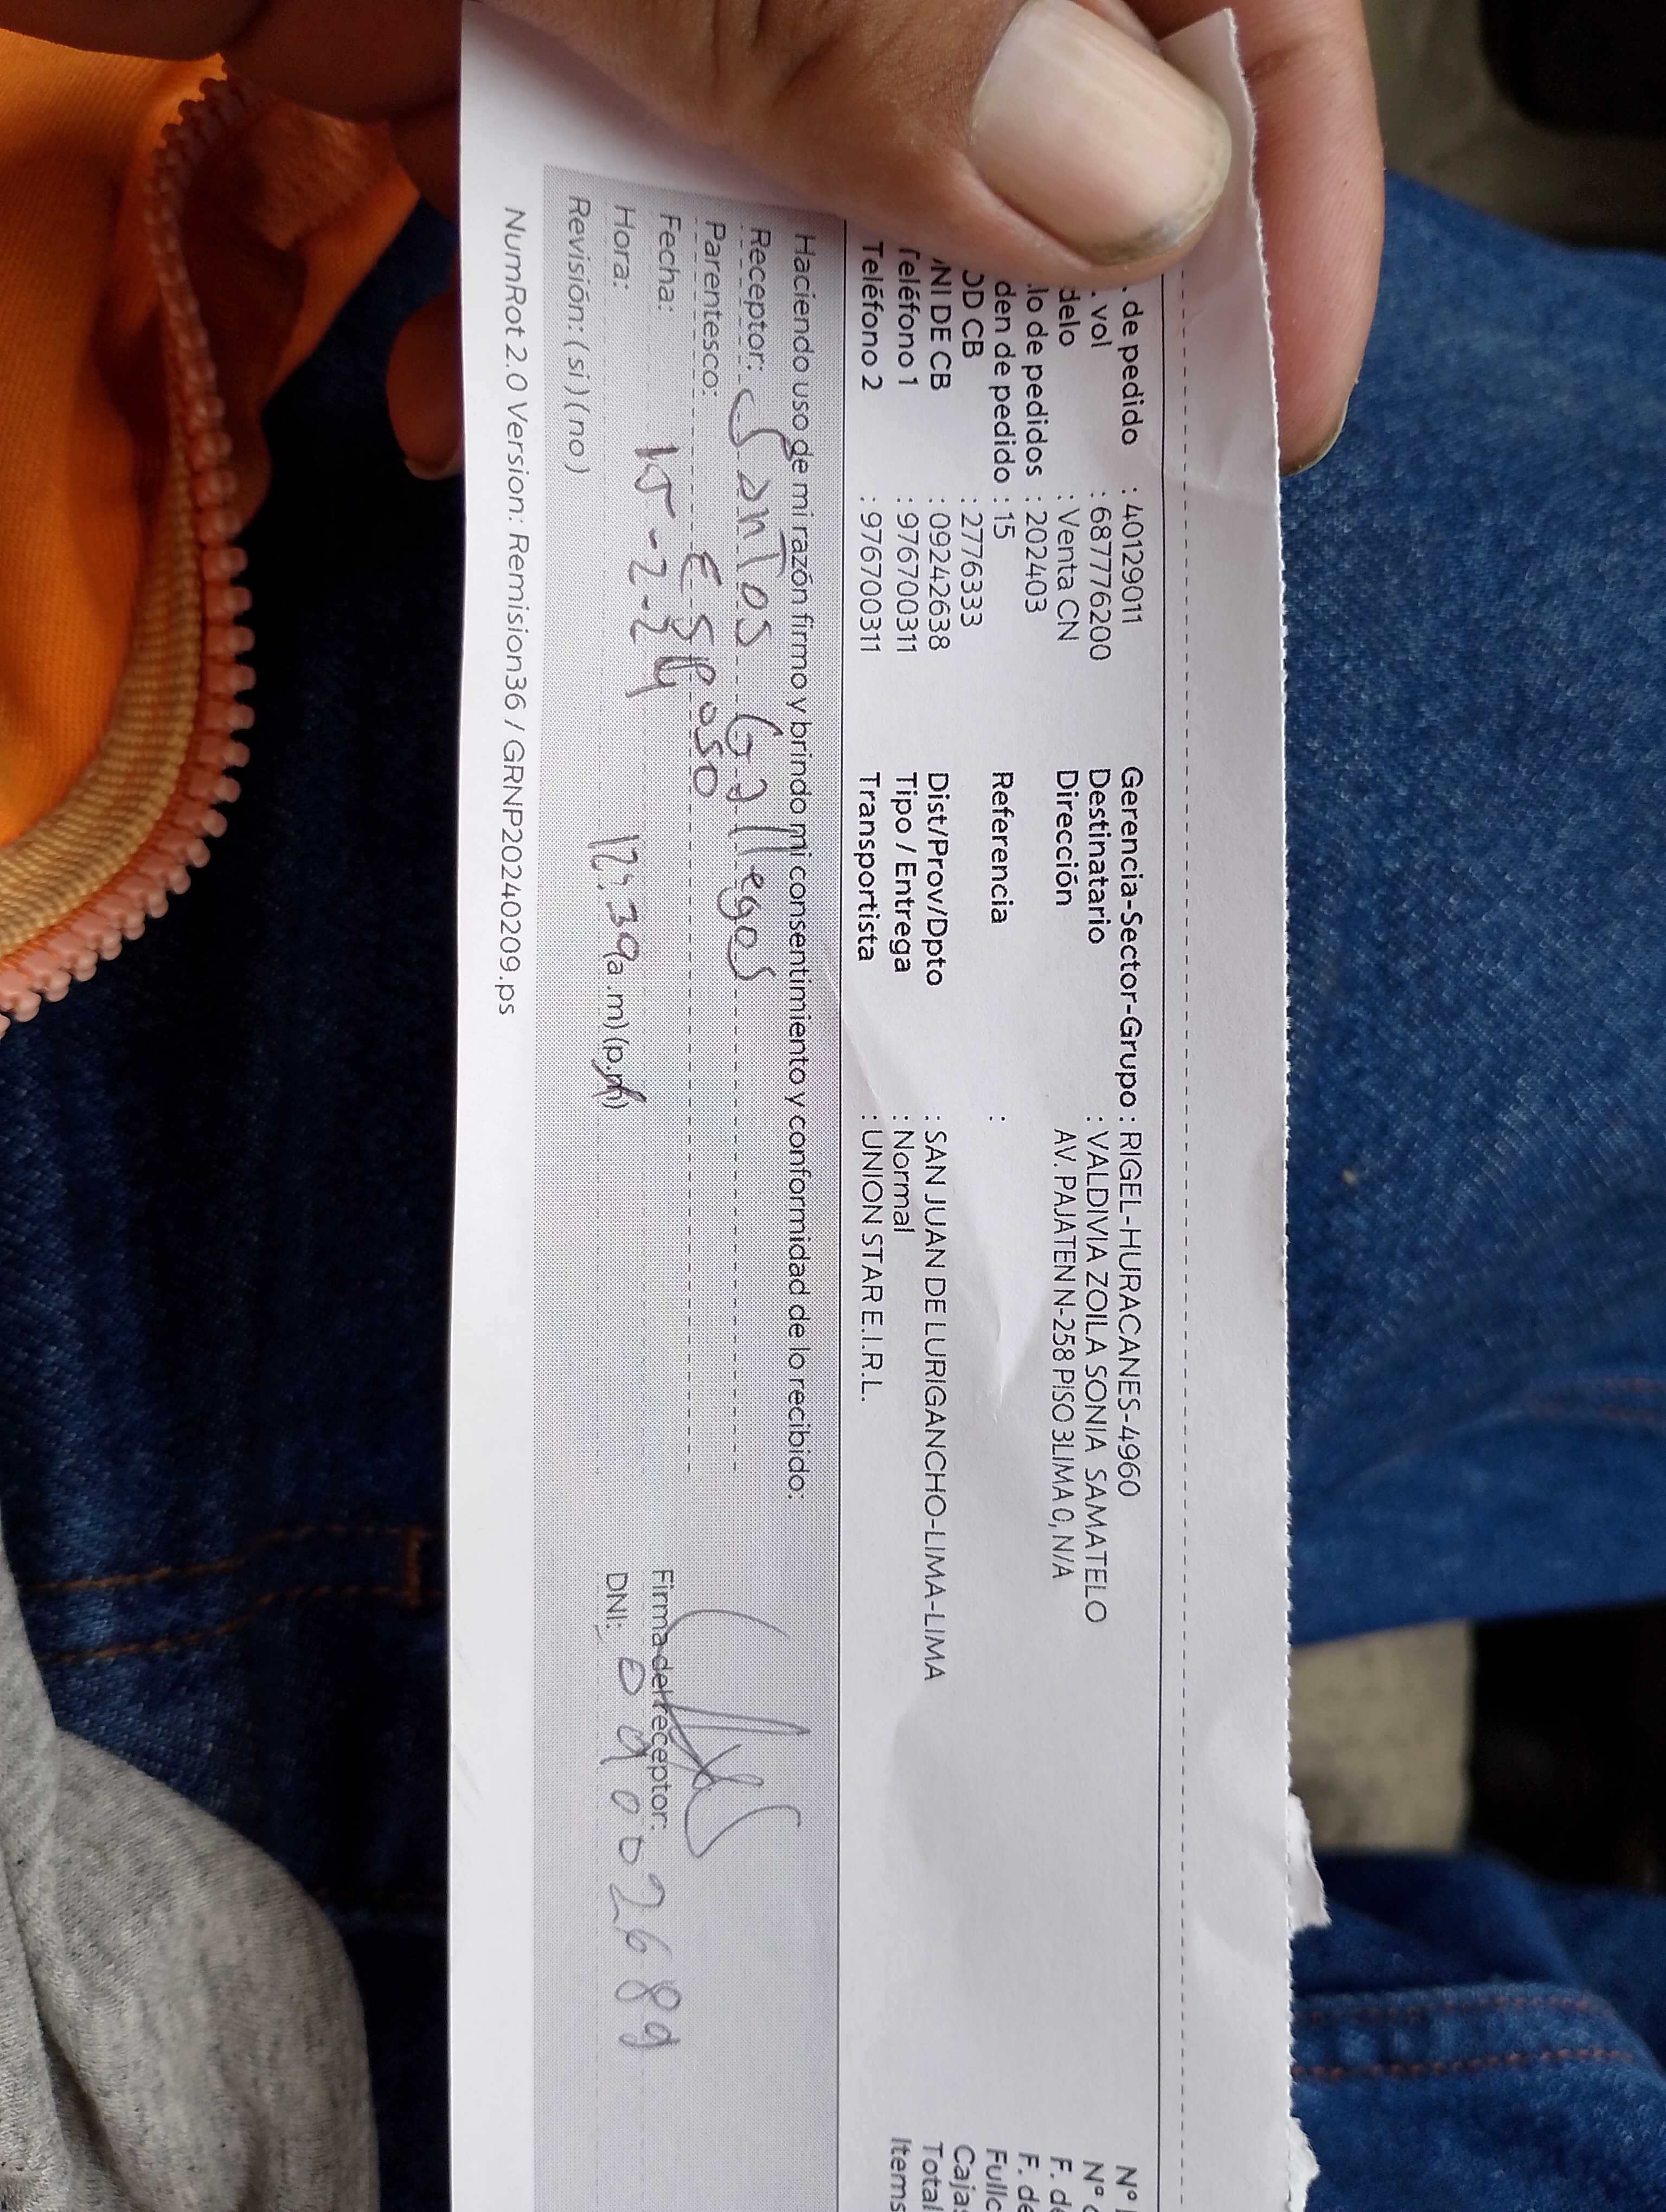 . de pedido : 40129011
. vol : 687776200
delo : Venta CN
lo de pedidos : 202403
den de pedido : 15
OD CB : 2776333
NI DE CB : 09242638
Teléfono 1 : 976700311
Teléfono 2 : 976700311
Gerencia-Sector-Grupo : RIGEL-HURACANES-4960
Destinatario : VALDIVIA ZOILA SONIA SAMATELO
Dirección AV. PAJATEN N-258 PISO 3LIMA 0, N/A
Referencia :
Dist/Prov/Dpto : SAN JUAN DE LURIGANCHO-LIMA-LIMA
Tipo / Entrega : Normal
Transportista : UNION STAR E.I.R.L.
N°
N°
F. de
F. de
Fullc
Cajas
Total
Items
Haciendo uso de mi razón firmo y brindo mi consentimiento y conformidad de lo recibido:
Receptor: Santos Gallegos
Parentesco: Esposo
Fecha: 15-2-24
Hora: 12:39 a.m) (p.m)
Revisión: (si) (no)
Firma del receptor:
DNI: 09002689
NumRot 2.0 Version: Remision36 / GRNP20240209.ps